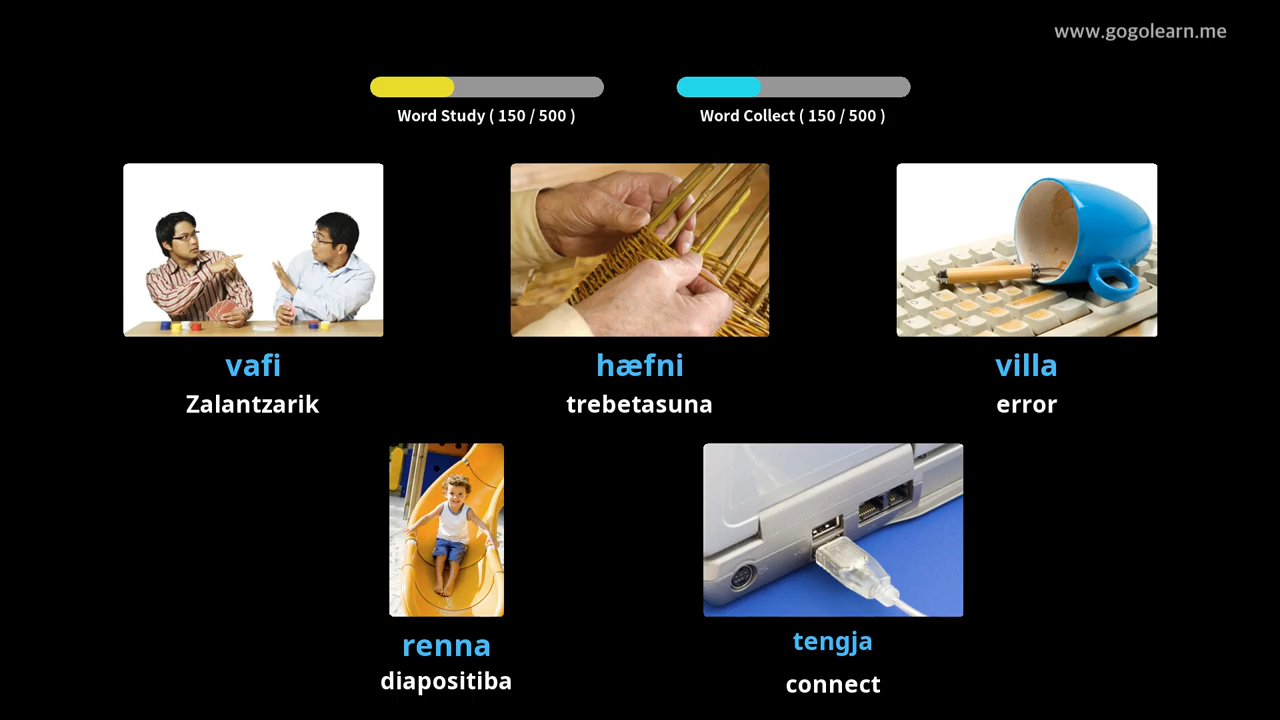 www.gogolearn.me
Word Study ( 150 / 500 )
Word Collect ( 150 / 500 )
vafi
Zalantzarik
hæfni
trebetasuna
villa
error
renna
diapositiba
tengja
connect